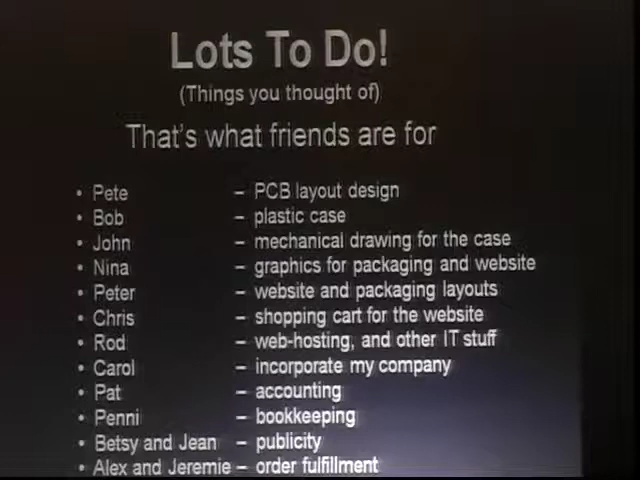 Lots To Do!
(Things you thought of)
That's what friends are for
• Pete – PCB layout design
• Bob – plastic case
• John – mechanical drawing for the case
• Nina – graphics for packaging and website
• Peter – website and packaging layouts
• Chris – shopping cart for the website
• Rod – web-hosting, and other IT stuff
• Carol – incorporate my company
• Pat – accounting
• Penni – bookkeeping
• Betsy and Jean – publicity
• Alex and Jeremie – order fulfillment